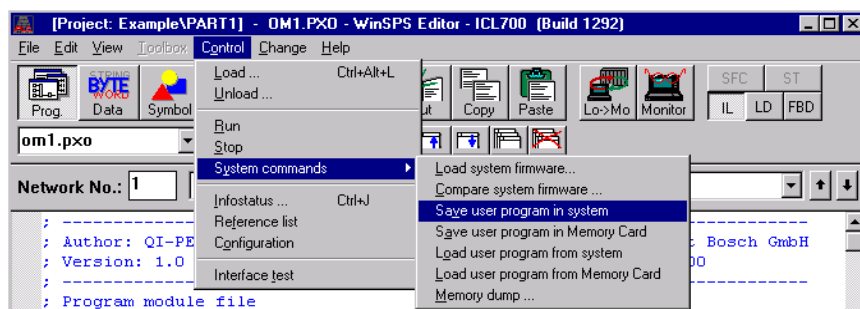 [Project: Example\PART1] - OM1.PXO - WinSPS Editor - ICL700 (Build 1292)
File Edit View Toolbox Control Change Help
Load ... Ctrl+Alt+L
Unload ...
Run
Stop
System commands
Infostatus ... Ctrl+J
Reference list
Configuration
Interface test
Load system firmware...
Compare system firmware ...
Save user program in system
Save user program in Memory Card
Load user program from system
Load user program from Memory Card
Memory dump ...
STRING
BYTE
WORD
Prog. Data Symbol ut Copy Paste Lo->Mo Monitor
SFC ST
IL LD FBD
om1.pxo
Network No.: 1
; Author: QI-PE t Bosch GmbH
; Version: 1.0 00
; Program module file